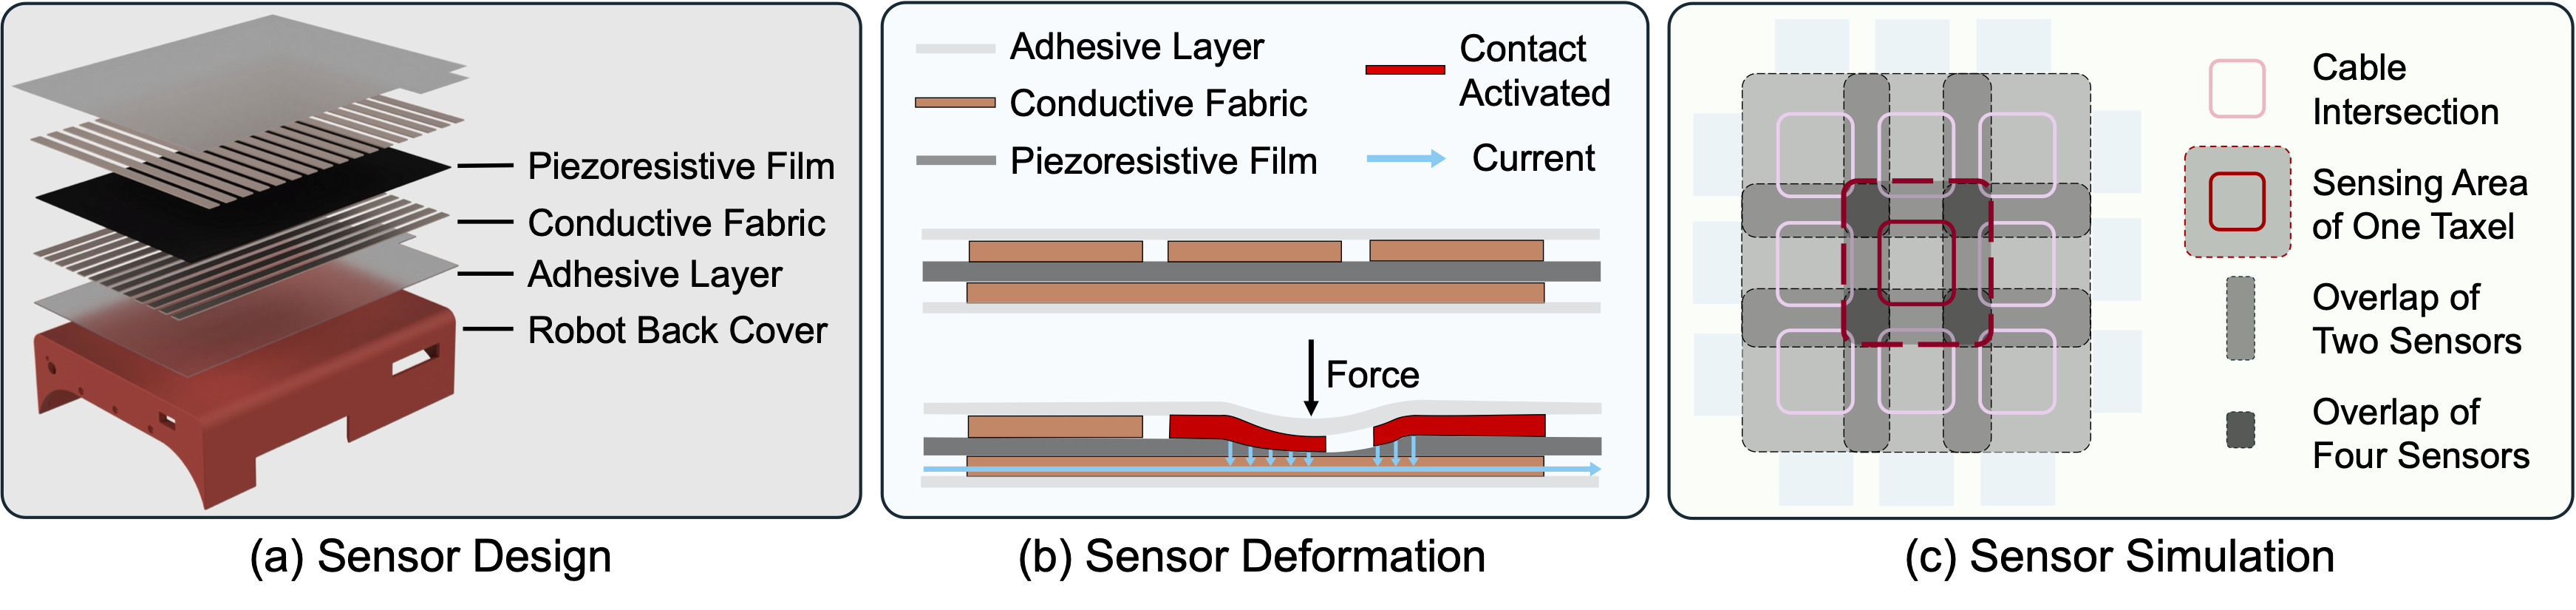 Piezoresistive Film
Conductive Fabric
Adhesive Layer
Robot Back Cover
(a) Sensor Design
Adhesive Layer
Conductive Fabric
Piezoresistive Film
Contact
Activated
Current
Force
(b) Sensor Deformation
Cable
Intersection
Sensing Area
of One Taxel
Overlap of
Two Sensors
Overlap of
Four Sensors
(c) Sensor Simulation